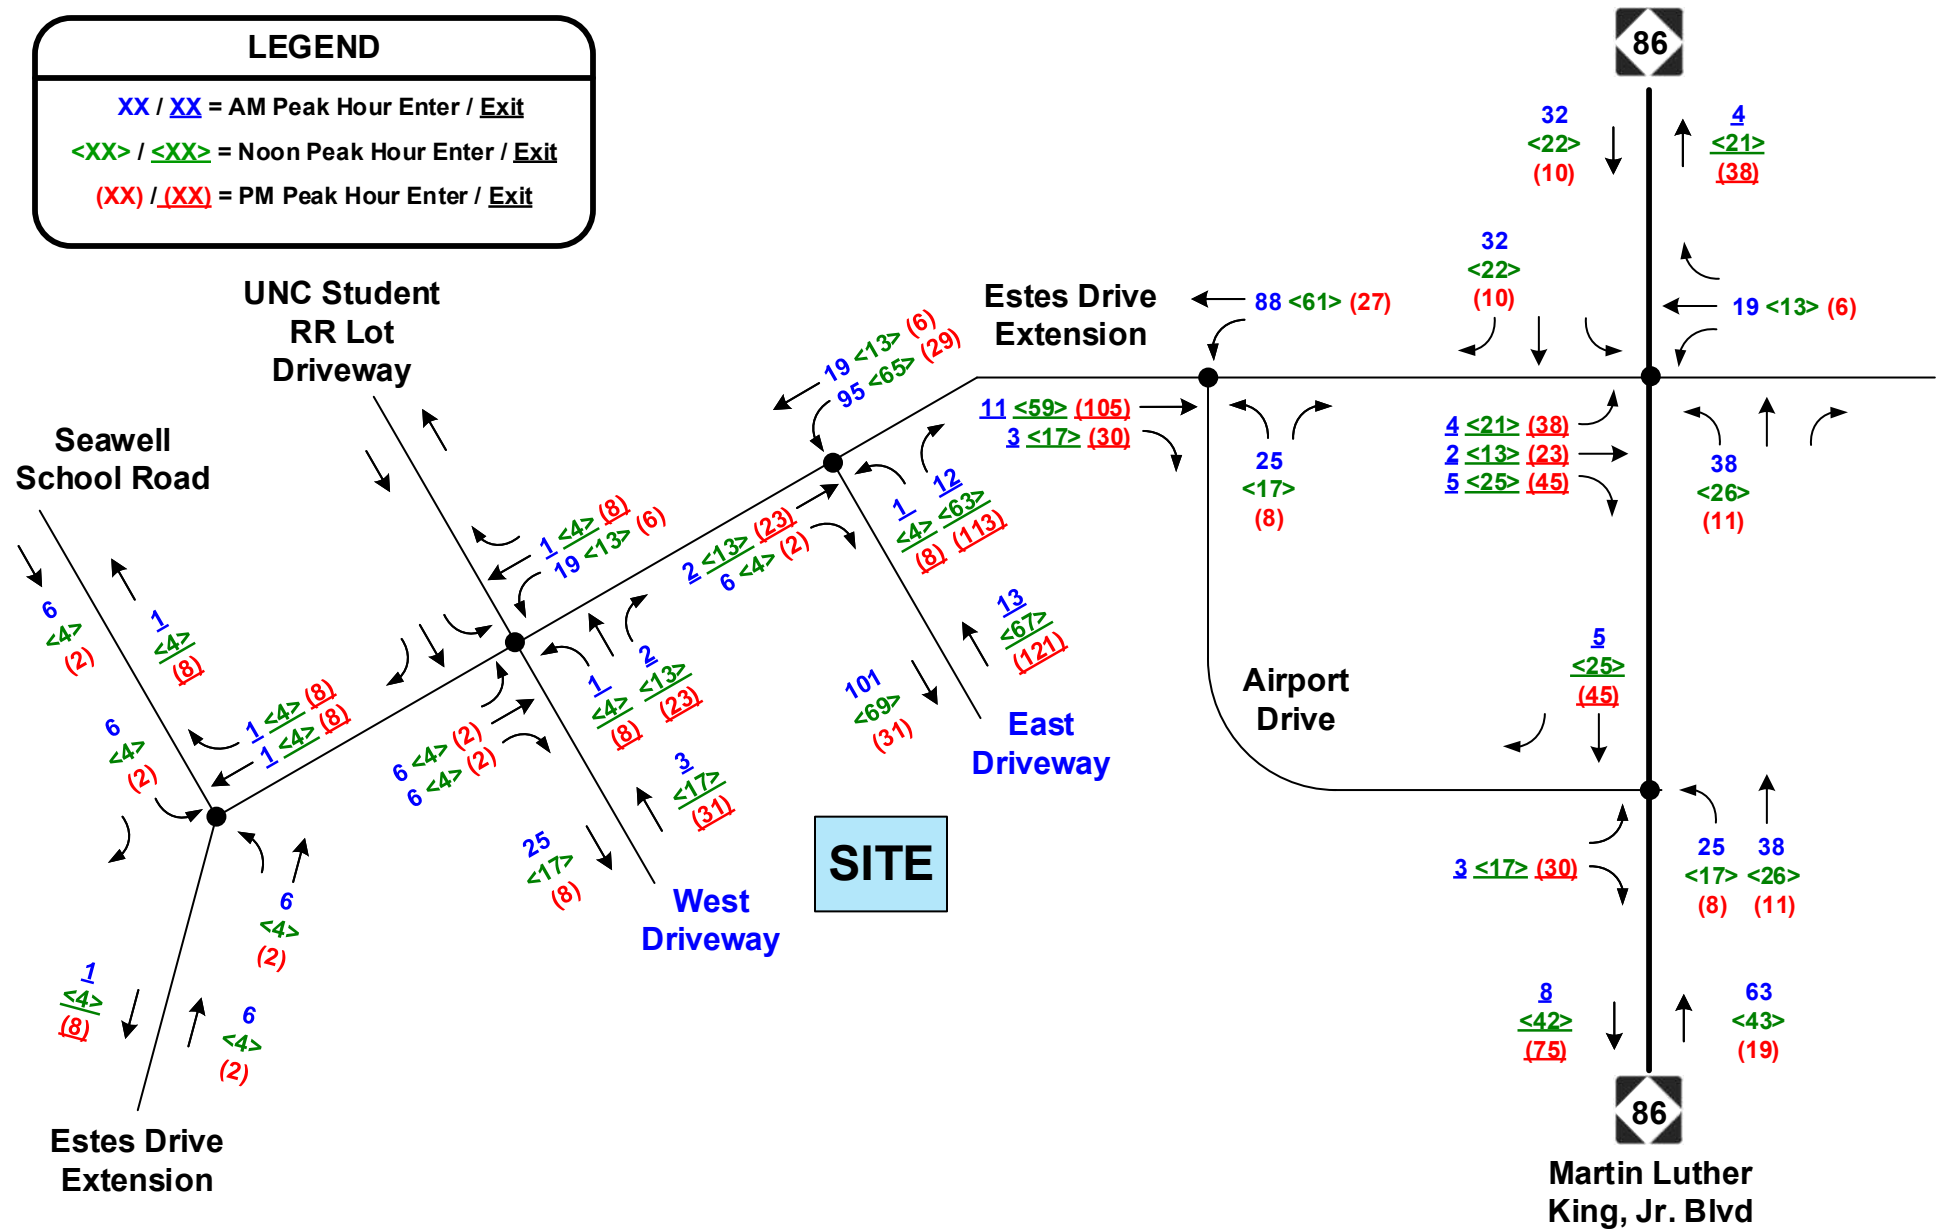 LEGEND
XX / XX = AM Peak Hour Enter / Exit
<XX> / <XX> = Noon Peak Hour Enter / Exit
(XX) / (XX) = PM Peak Hour Enter / Exit
86
32
<22>
(10)
4
<21>
(38)
32
<22>
(10)
19 <13> (6)
UNC Student
RR Lot
Driveway
Estes Drive
Extension
88 <61> (27)
19 <13> (6)
95 <65> (29)
11 <59> (105)
3 <17> (30)
25
<17>
(8)
4 <21> (38)
2 <13> (23)
5 <25> (45)
38
<26>
(11)
Seawell
School Road
1 <4> (8)
19 <13> (6)
2 <13> (23)
6 <4> (2)
1
<4>
(8)
12
<63>
(113)
6
<4>
(2)
1
<4>
(8)
13
<67>
(121)
101
<69>
(31)
East
Driveway
1
<4>
(8)
2
<13>
(23)
5
<25>
(45)
Airport
Drive
1 <4> (8)
1 <4> (8)
6
<4>
(2)
6 <4> (2)
6 <4> (2)
3
<17>
(31)
25
<17>
(8)
West
Driveway
SITE
3 <17> (30)
25
<17>
(8)
38
<26>
(11)
6
<4>
(2)
1
<4>
(8)
6
<4>
(2)
8
<42>
(75)
63
<43>
(19)
86
Estes Drive
Extension
Martin Luther
King, Jr. Blvd